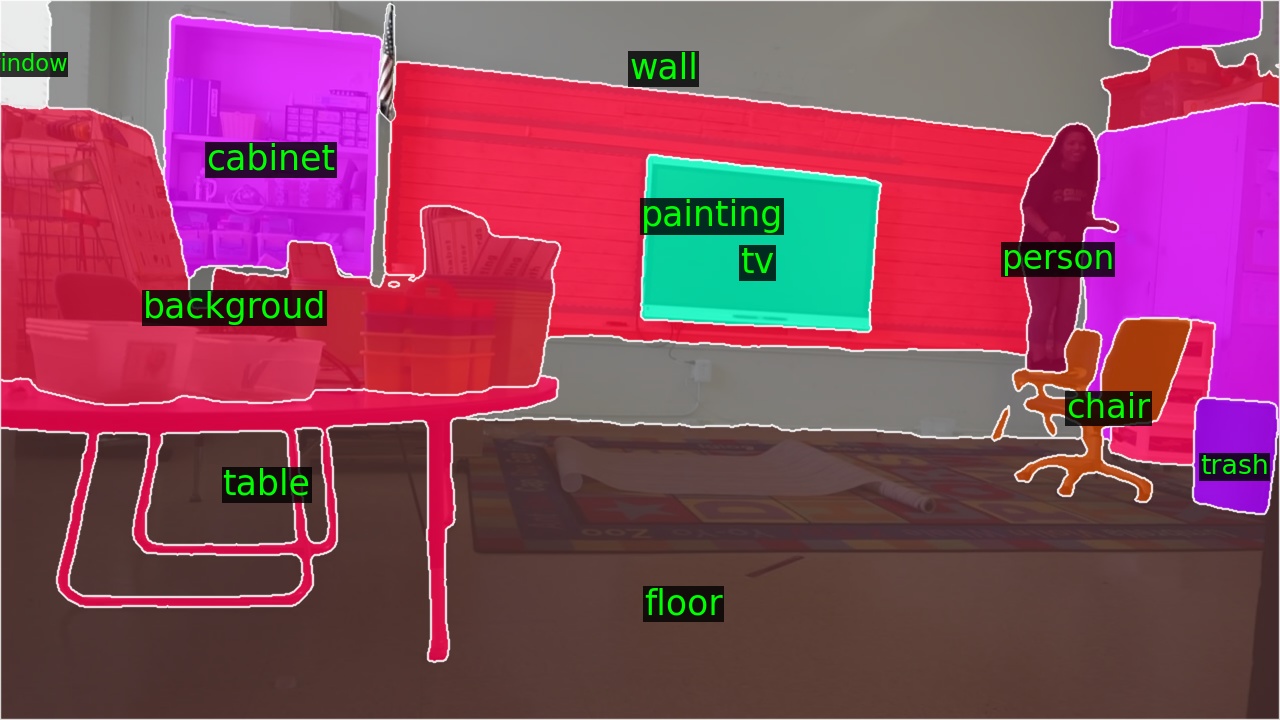 wall
indow
cabinet
painting
person
tv
backgroud
chair
trash
table
floor